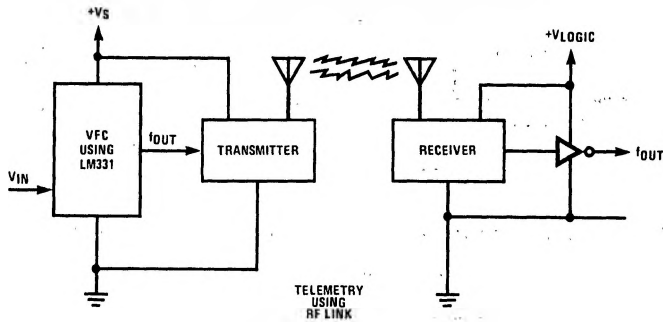 +VS
+VLOGIC
VFC
USING
LM331
fOUT
TRANSMITTER
RECEIVER
fOUT
VIN
TELEMETRY
USING
RF LINK